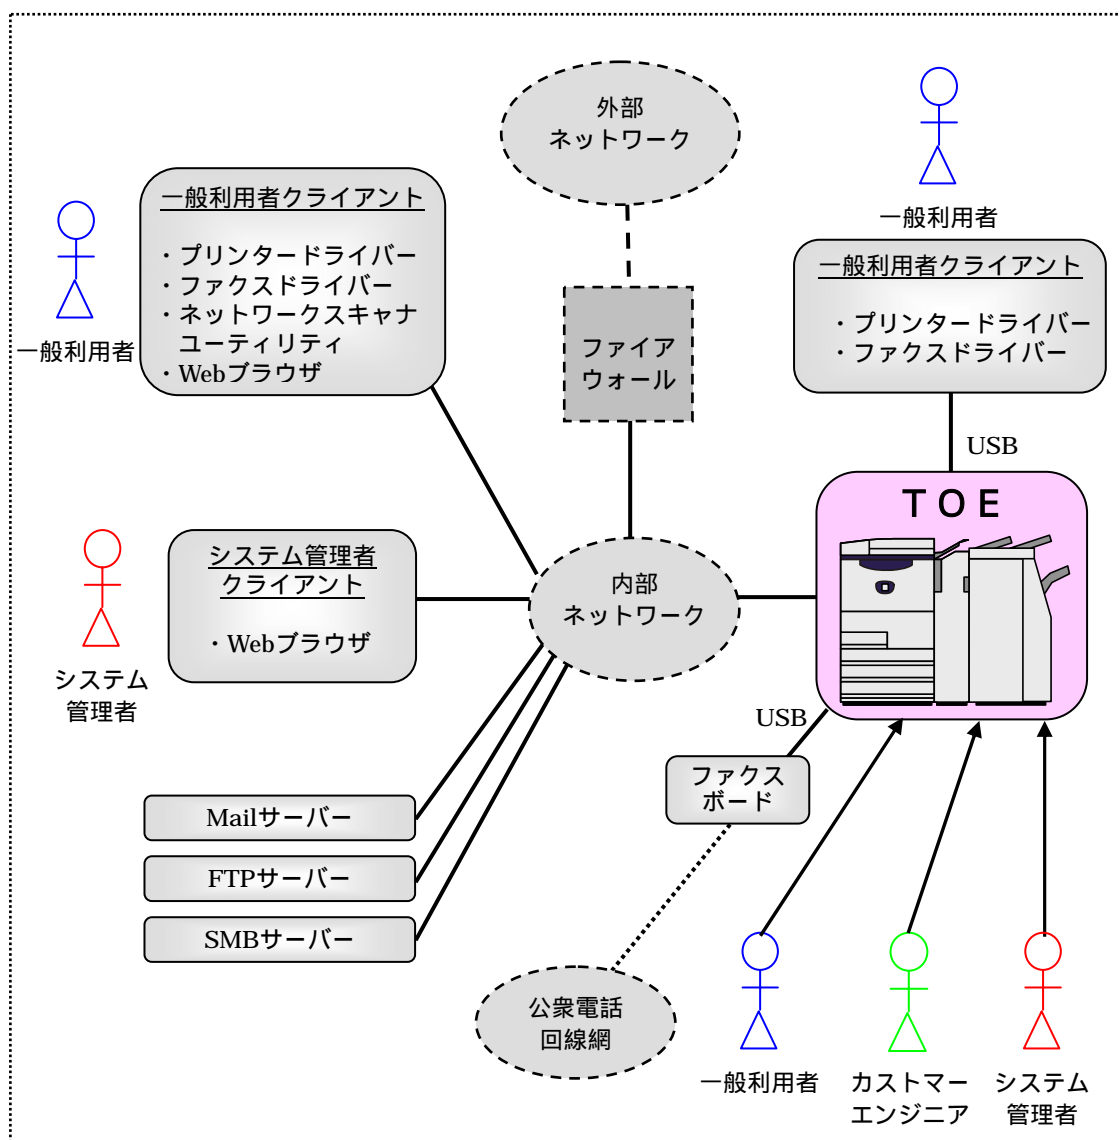 外部
ネットワーク
一般利用者
一般利用者クライアント
・プリンタードライバー
・ファクスドライバー
・ネットワークスキャナ
ユーティリティ
・Webブラウザ
一般利用者
一般利用者クライアント
・プリンタードライバー
・ファクスドライバー
ファイア
ウォール
USB
TOE
システム管理者
クライアント
・Webブラウザ
内部
ネットワーク
システム
管理者
USB
ファクス
ボード
Mailサーバー
FTPサーバー
SMBサーバー
公衆電話
回線網
一般利用者
カストマー
エンジニア
システム
管理者